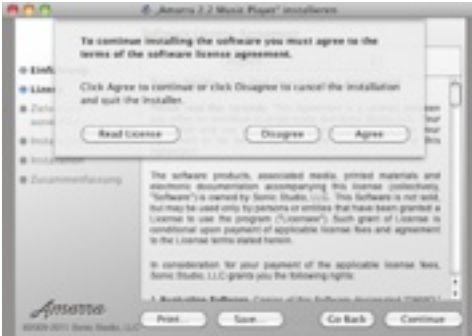 „Amarra 2.2 Music Player“ installieren
To continue installing the software you must agree to the
terms of the software license agreement.
Click Agree to continue or click Disagree to cancel the installation
and quit the Installer.
Read License
Disagree
Agree
Zusammenfassung
The software products, associated media, printed materials and
electronic documentation accompanying this license (collectively,
"Software") is owned by Sonic Studio, LLC. This Software is not sold,
but may be used only by persons or entities that have been granted a
License to use the program ("Licensee"). Such grant of License is
conditional upon payment of applicable license fees and agreement
to the License terms stated herein.
In consideration for your payment of the applicable license fees,
Sonic Studio, LLC grants you the following rights:
Amarra
©2009-2011 Sonic Studio, LLC
Print...
Save...
Go Back
Continue